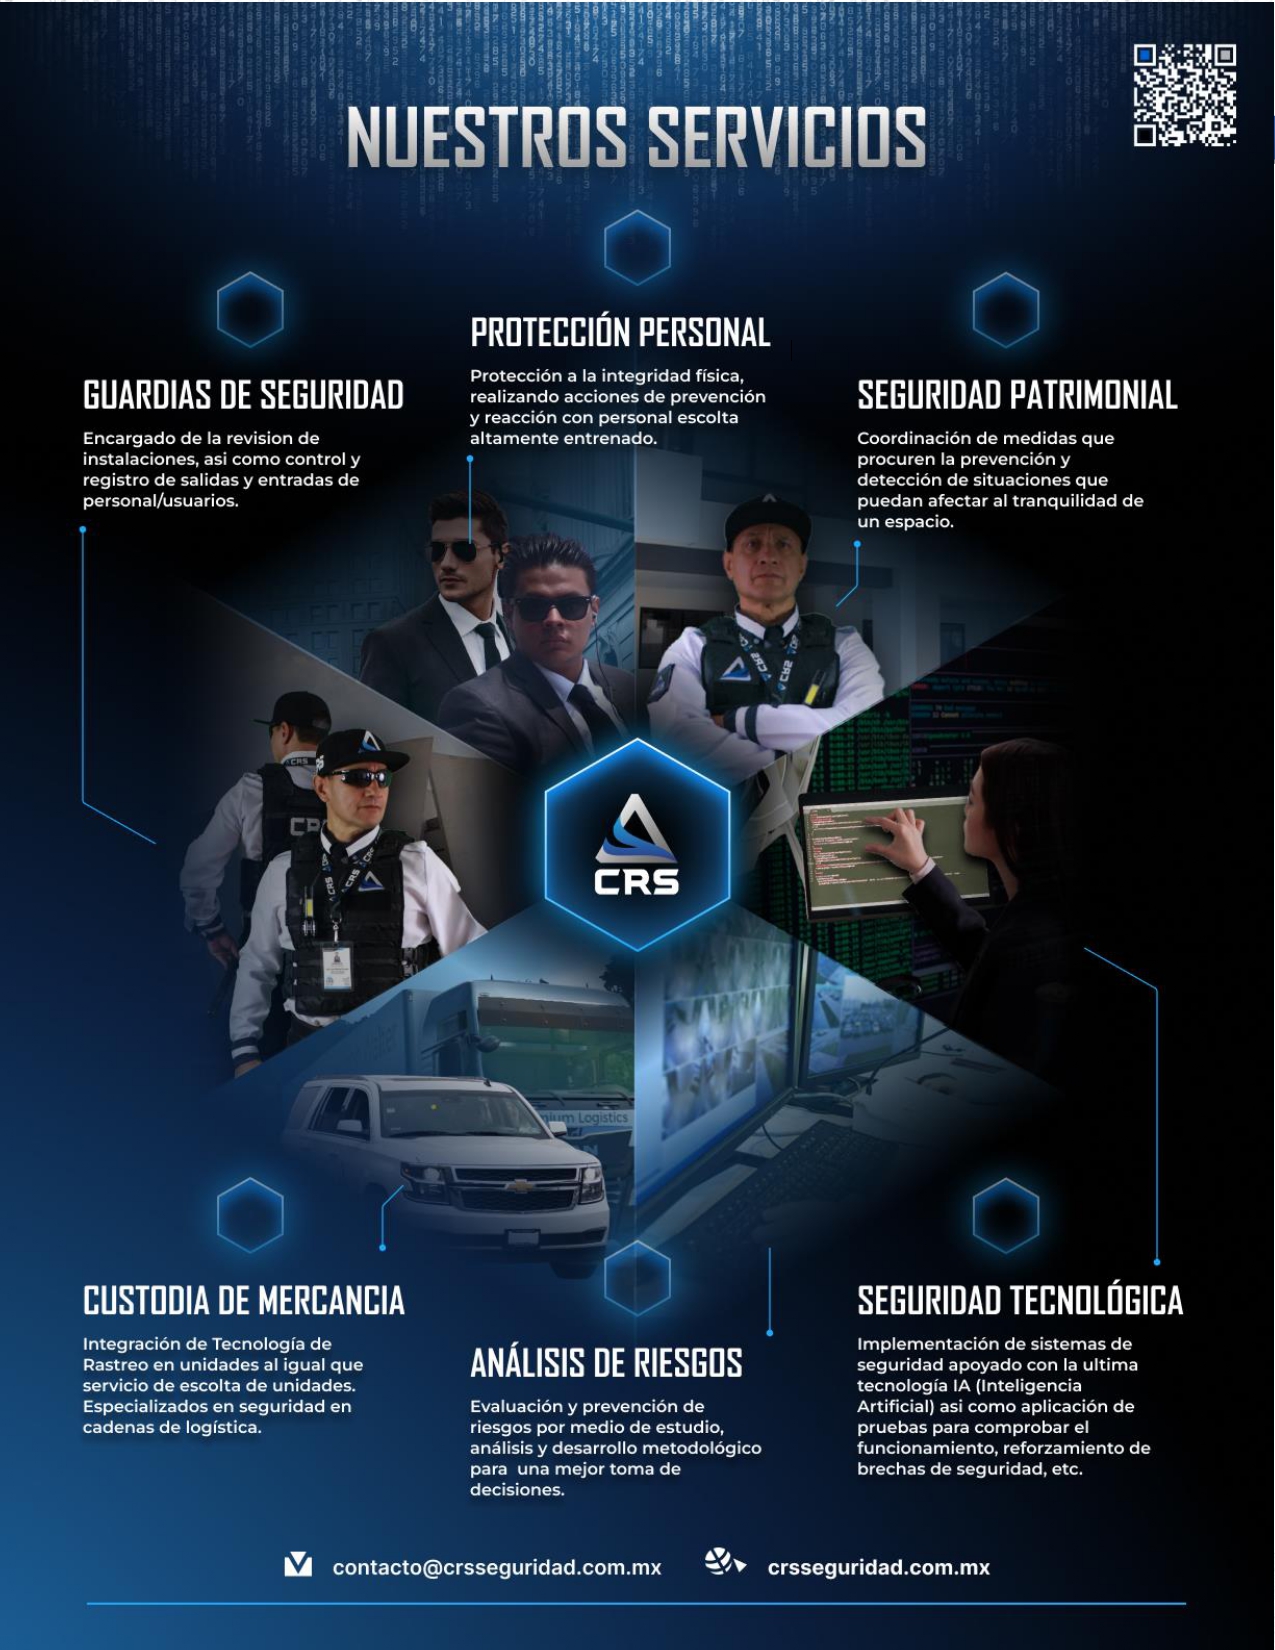 NUESTROS SERVICIOS
PROTECCIÓN PERSONAL
Protección a la integridad física,
realizando acciones de prevención
y reacción con personal escolta
altamente entrenado.
GUARDIAS DE SEGURIDAD
Encargado de la revision de
instalaciones, asi como control y
registro de salidas y entradas de
personal/usuarios.
SEGURIDAD PATRIMONIAL
Coordinación de medidas que
procuren la prevención y
detección de situaciones que
puedan afectar al tranquilidad de
un espacio.
CRS
CRS
CRS
CRS
CRS
CRS
Logistics
CUSTODIA DE MERCANCIA
Integración de Tecnología de
Rastreo en unidades al igual que
servicio de escolta de unidades.
Especializados en seguridad en
cadenas de logística.
ANÁLISIS DE RIESGOS
Evaluación y prevención de
riesgos por medio de estudio,
análisis y desarrollo metodológico
para  una mejor toma de
decisiones.
SEGURIDAD TECNOLÓGICA
Implementación de sistemas de
seguridad apoyado con la ultima
tecnología IA (Inteligencia
Artificial) asi como aplicación de
pruebas para comprobar el
funcionamiento, reforzamiento de
brechas de seguridad, etc.
contacto@crsseguridad.com.mx
crsseguridad.com.mx